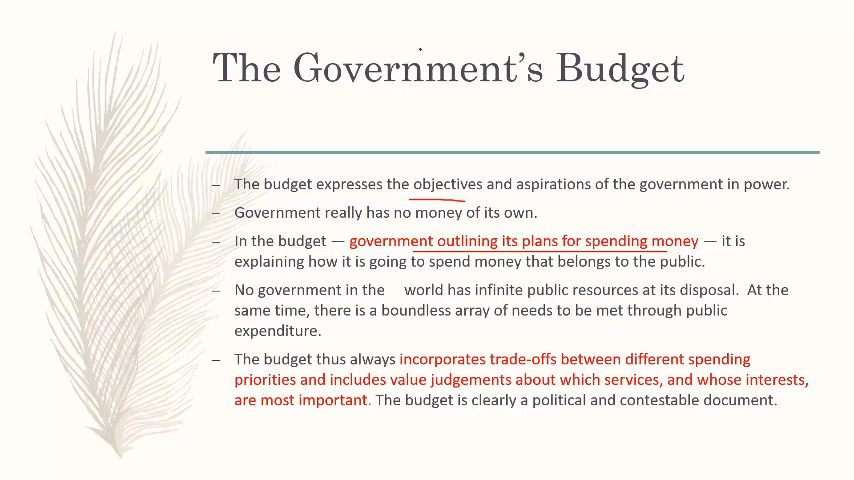 The Government's Budget
– The budget expresses the objectives and aspirations of the government in power.
– Government really has no money of its own.
– In the budget — government outlining its plans for spending money — it is
explaining how it is going to spend money that belongs to the public.
– No government in the world has infinite public resources at its disposal. At the
same time, there is a boundless array of needs to be met through public
expenditure.
– The budget thus always incorporates trade-offs between different spending
priorities and includes value judgements about which services, and whose interests,
are most important. The budget is clearly a political and contestable document.